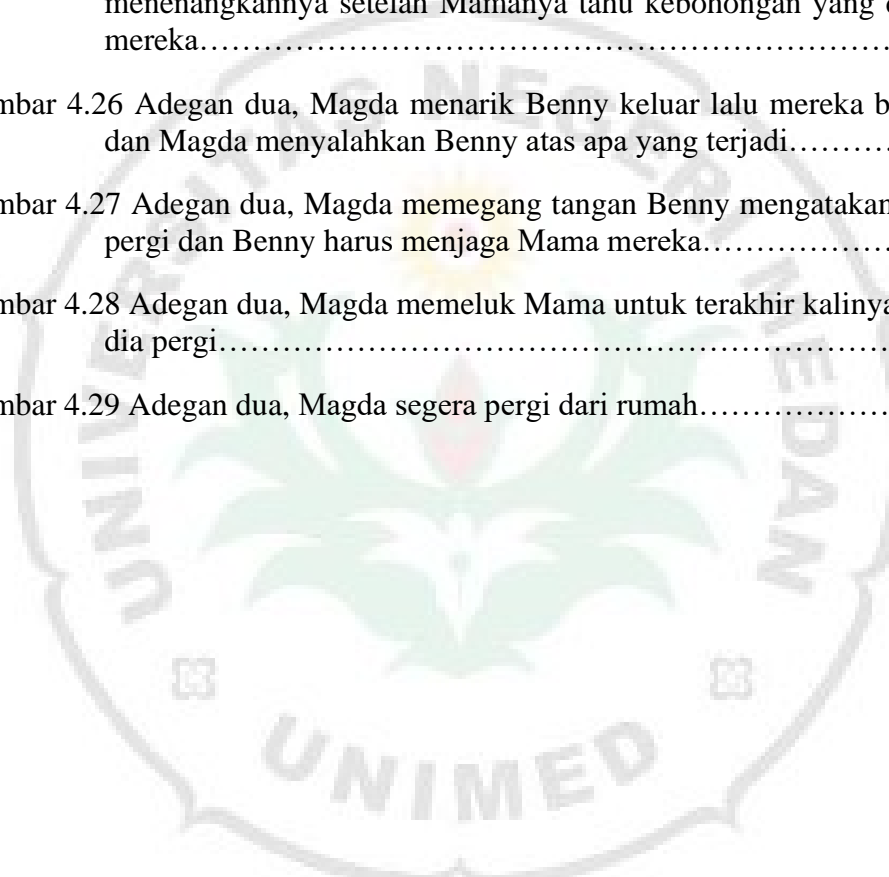 menenangkannya setelah Mamanya tahu kebohongan yang
mereka……………………………………………………………
mbar 4.26 Adegan dua, Magda menarik Benny keluar lalu mereka b
dan Magda menyalahkan Benny atas apa yang terjadi………
mbar 4.27 Adegan dua, Magda memegang tangan Benny mengatakan
pergi dan Benny harus menjaga Mama mereka………………
mbar 4.28 Adegan dua, Magda memeluk Mama untuk terakhir kalinya
dia pergi…………………………………………………………
mbar 4.29 Adegan dua, Magda segera pergi dari rumah………………
UNIVERSITAS NEGERI MEDAN
UNIMED